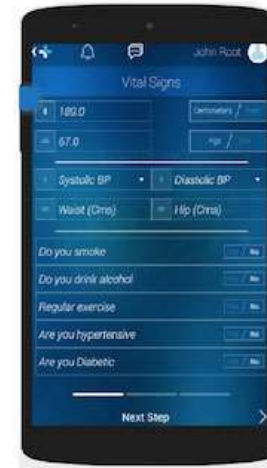 John Root
Vital Signs
180.0
Centimeters /
67.0
Kgs /
Systolic BP
Diastolic BP
Waist (Cms)
Hip (Cms)
Do you smoke
/ No
Do you drink alcohol
/ No
Regular exercise
/ No
Are you hypertensive
/ No
Are you Diabetic
/ No
Next Step